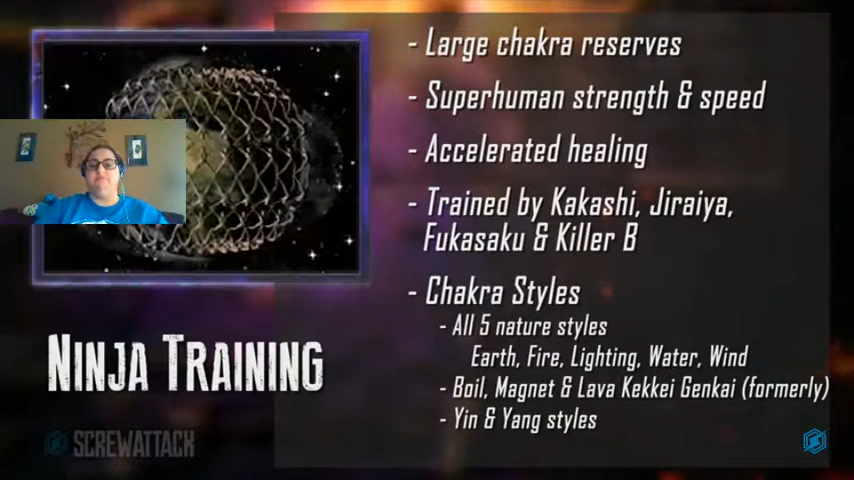 - Large chakra reserves
- Superhuman strength & speed
- Accelerated healing
- Trained by Kakashi, Jiraiya,
Fukasaku & Killer B
- Chakra Styles
- All 5 nature styles
Earth, Fire, Lighting, Water, Wind
- Boil, Magnet & Lava Kekkei Genkai (formerly)
- Yin & Yang styles
Ninja Training
SCREWATTACK